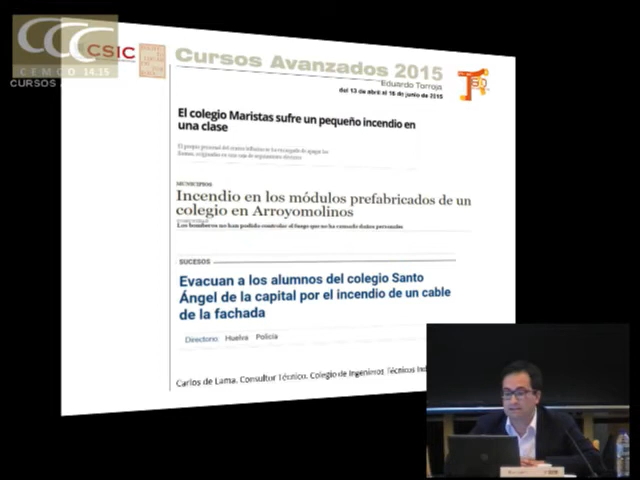 CCC
CEMCO 14.15
CURSOS A
CSIC
Cursos Avanzados 2015
Eduardo Torroja
del 13 de abril al 18 de junio de 2015
El colegio Maristas sufre un pequeño incendio en
una clase
MUNICIPIOS
Incendio en los módulos prefabricados de un
colegio en Arroyomolinos
Los bomberos no han podido controlar el fuego que no ha causado daños personales
SUCESOS
Evacuan a los alumnos del colegio Santo
Ángel de la capital por el incendio de un cable
de la fachada
Directorio: Huelva Policía
Carlos de Lama. Consultor Técnico. Colegio de Ingenieros Técnicos Ind